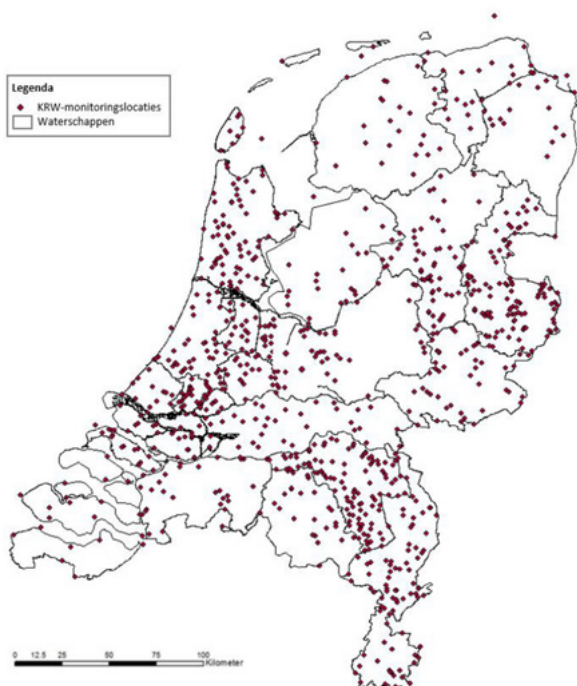 Legenda
KRW-monitoringslocaties
Waterschappen
0 12.5 25 50 75 100
Kilometer